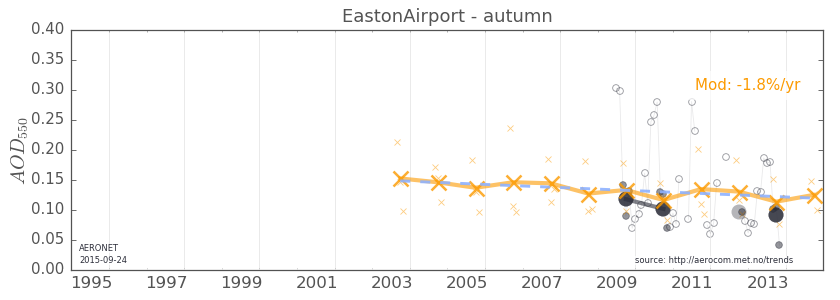 EastonAirport - autumn
0.40
0.35
0.30
0.25
0.20
0.15
0.10
0.05
0.00
AOD550
Mod: -1.8%/yr
AERONET
2015-09-24
source: http://aerocom.met.no/trends
1995 1997 1999 2001 2003 2005 2007 2009 2011 2013